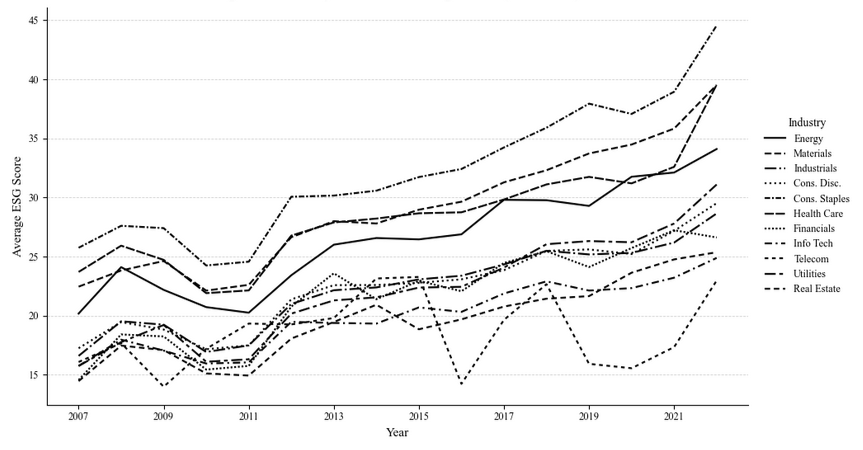 45
40
35
30
25
20
15
Average ESG Score
2007
2009
2011
2013
2015
2017
2019
2021
Year
Industry
Energy
Materials
Industrials
Cons. Disc.
Cons. Staples
Health Care
Financials
Info Tech
Telecom
Utilities
Real Estate